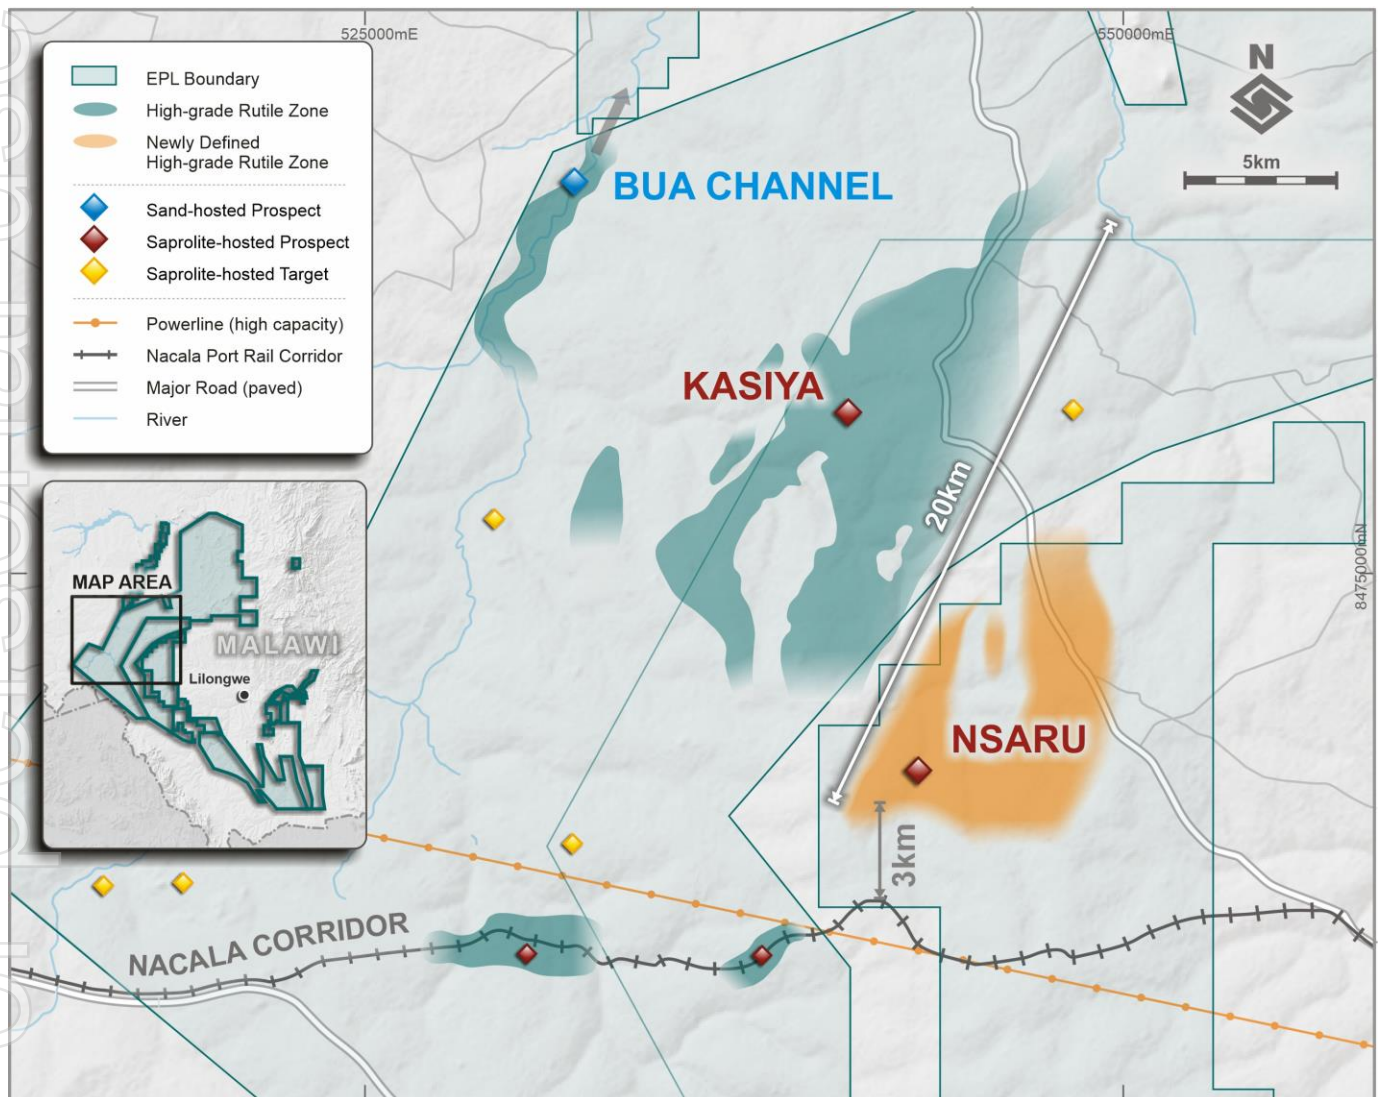 525000mE
550000mE
EPL Boundary
High-grade Rutile Zone
Newly Defined
High-grade Rutile Zone
Sand-hosted Prospect
Saprolite-hosted Prospect
Saprolite-hosted Target
Powerline (high capacity)
Nacala Port Rail Corridor
Major Road (paved)
River
N
5km
BUA CHANNEL
KASIYA
20km
8475000mN
MAP AREA
MALAWI
Lilongwe
NSARU
3km
NACALA CORRIDOR